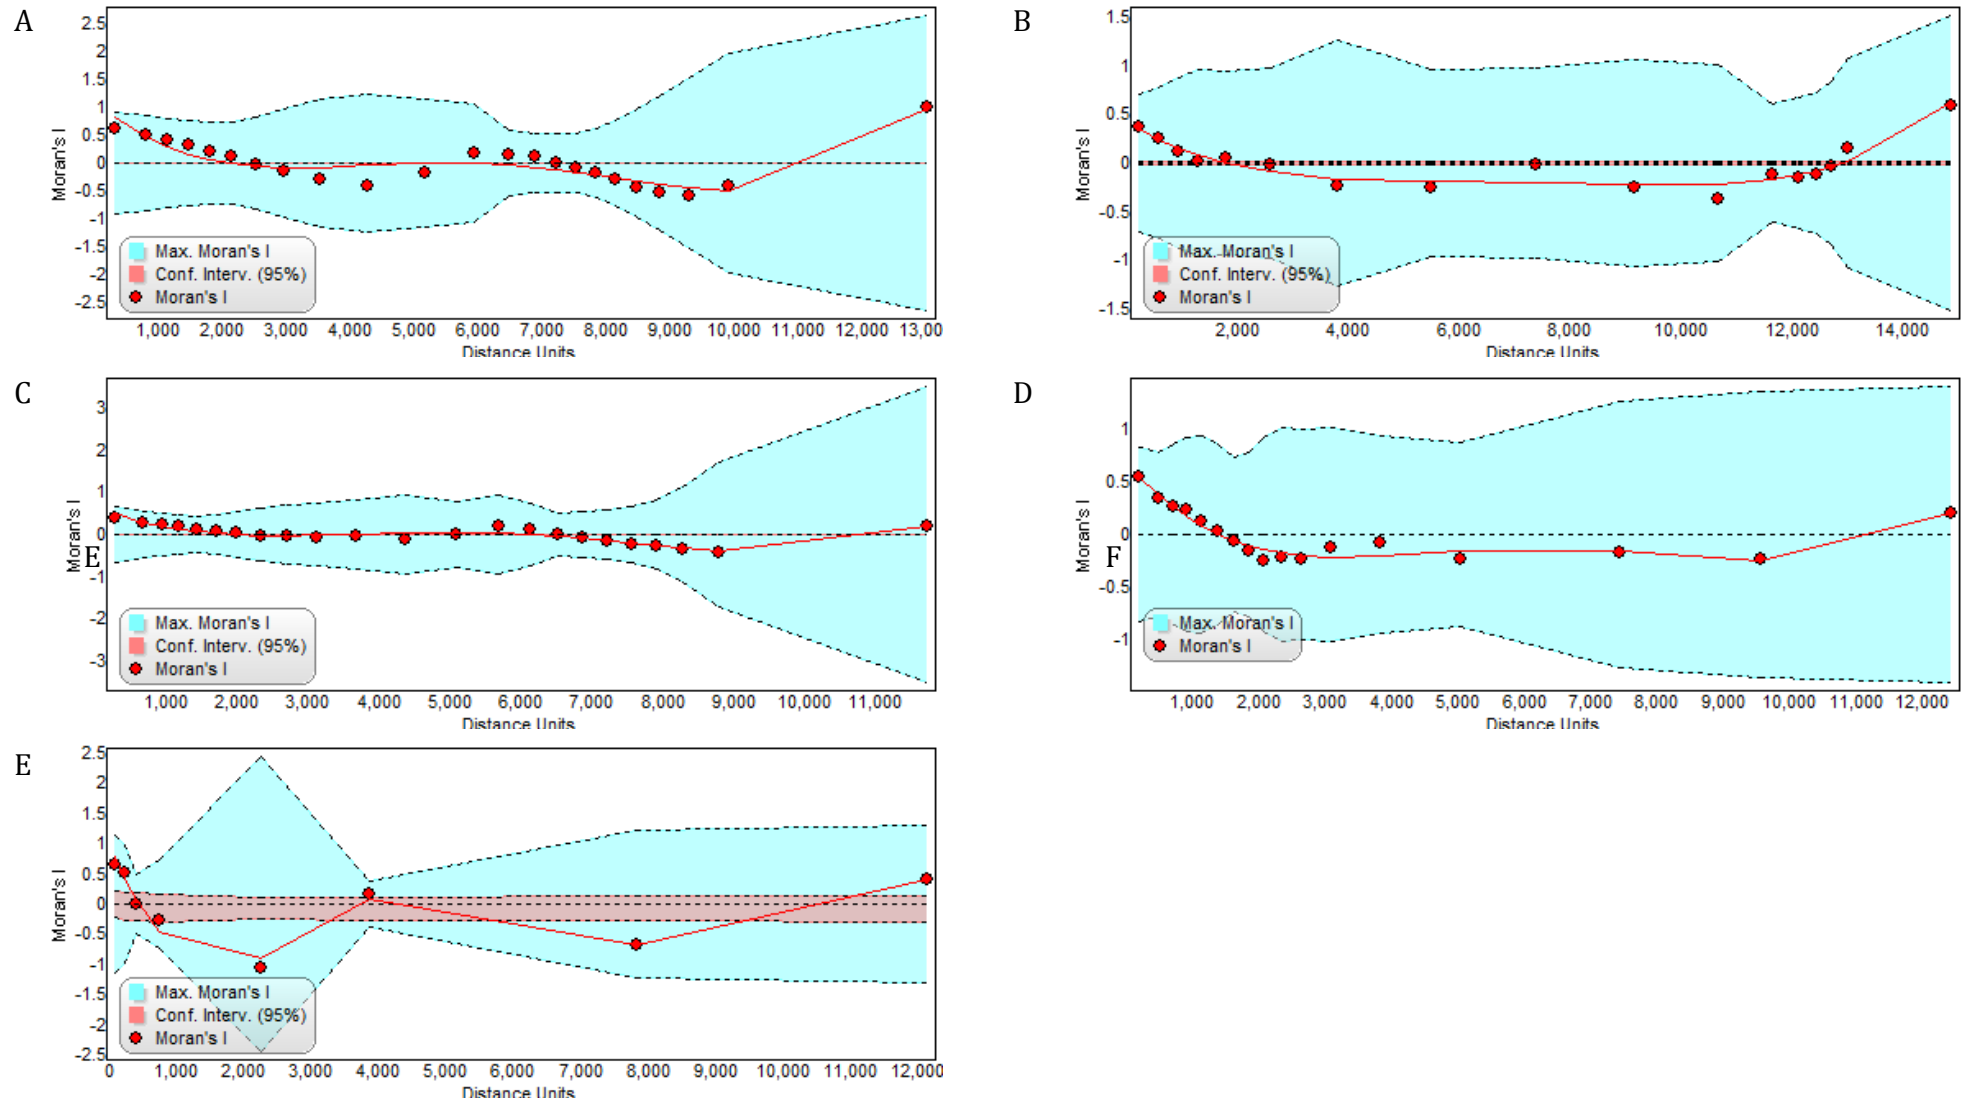 A
2.5
2
1.5
1
0.5
0
-0.5
-1
-1.5
-2
-2.5
Moran's I
Max. Moran's I
Conf. Interv. (95%)
Moran's I
1,000 2,000 3,000 4,000 5,000 6,000 7,000 8,000 9,000 10,000 11,000 12,000 13,00
Distance Units
B
1.5
1
0.5
0
-0.5
-1
-1.5
Moran's I
Max. Moran's I
Conf. Interv. (95%)
Moran's I
2,000 4,000 6,000 8,000 10,000 12,000 14,000
Distance Units
C
3
2
1
0
-1
-2
-3
Moran's I
E
Max. Moran's I
Conf. Interv. (95%)
Moran's I
1,000 2,000 3,000 4,000 5,000 6,000 7,000 8,000 9,000 10,000 11,000
Distance Units
D
1
0.5
0
-0.5
-1
Moran's I
F
Max. Moran's I
Moran's I
1,000 2,000 3,000 4,000 5,000 6,000 7,000 8,000 9,000 10,000 11,000 12,000
Distance Units
E
2.5
2
1.5
1
0.5
0
-0.5
-1
-1.5
-2
-2.5
Moran's I
Max. Moran's I
Conf. Interv. (95%)
Moran's I
0 1,000 2,000 3,000 4,000 5,000 6,000 7,000 8,000 9,000 10,000 11,000 12,000
Distance Units